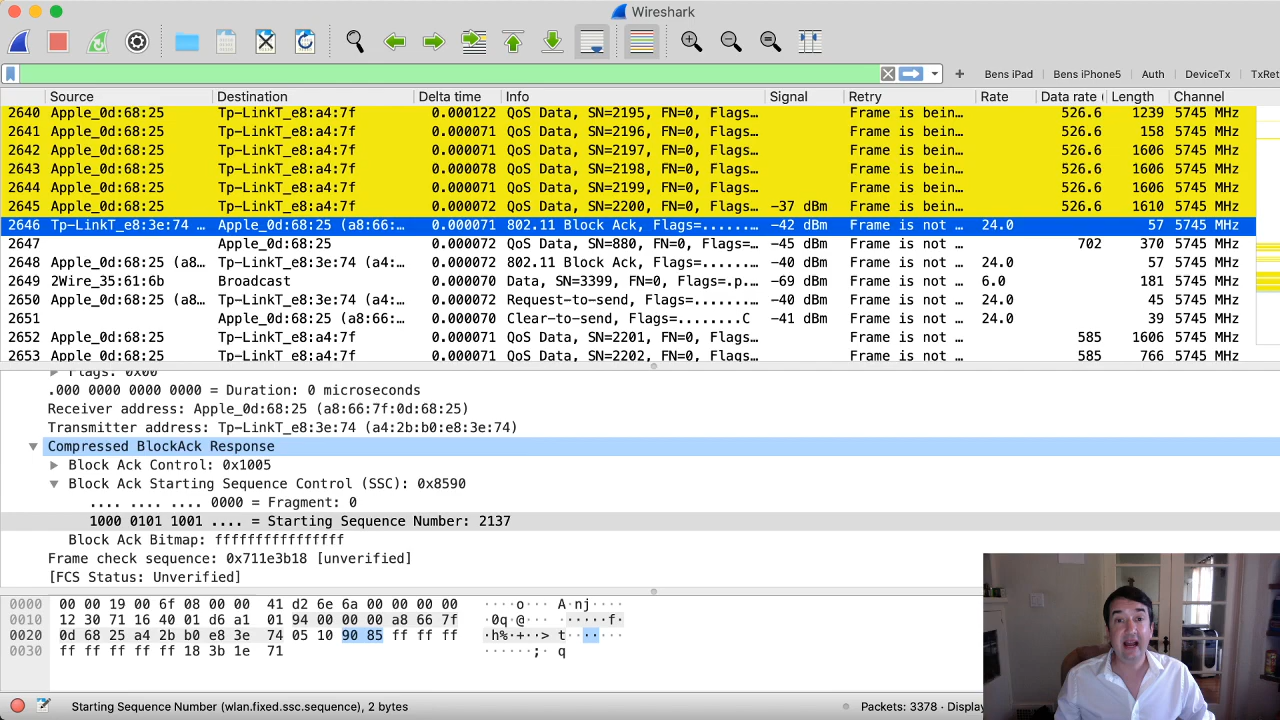 Wireshark
Bens iPad Bens iPhone5 Auth DeviceTx TxRet
Source Destination Delta time Info Signal Retry Rate Data rate ( Length Channel
2640 Apple_0d:68:25 Tp-LinkT_e8:a4:7f 0.000122 QoS Data, SN=2195, FN=0, Flags… Frame is bein… 526.6 1239 5745 MHz
2641 Apple_0d:68:25 Tp-LinkT_e8:a4:7f 0.000071 QoS Data, SN=2196, FN=0, Flags… Frame is bein… 526.6 158 5745 MHz
2642 Apple_0d:68:25 Tp-LinkT_e8:a4:7f 0.000071 QoS Data, SN=2197, FN=0, Flags… Frame is bein… 526.6 1606 5745 MHz
2643 Apple_0d:68:25 Tp-LinkT_e8:a4:7f 0.000078 QoS Data, SN=2198, FN=0, Flags… Frame is bein… 526.6 1606 5745 MHz
2644 Apple_0d:68:25 Tp-LinkT_e8:a4:7f 0.000071 QoS Data, SN=2199, FN=0, Flags… Frame is bein… 526.6 1606 5745 MHz
2645 Apple_0d:68:25 Tp-LinkT_e8:a4:7f 0.000071 QoS Data, SN=2200, FN=0, Flags… -37 dBm Frame is bein… 526.6 1610 5745 MHz
2646 Tp-LinkT_e8:3e:74 … Apple_0d:68:25 (a8:66:… 0.000071 802.11 Block Ack, Flags=...…… -42 dBm Frame is not … 24.0 57 5745 MHz
2647 Apple_0d:68:25 0.000072 QoS Data, SN=880, FN=0, Flags=… -45 dBm Frame is not … 702 370 5745 MHz
2648 Apple_0d:68:25 (a8… Tp-LinkT_e8:3e:74 (a4:… 0.000071 802.11 Block Ack, Flags=.......… -40 dBm Frame is not … 24.0 57 5745 MHz
2649 2Wire_35:61:6b Broadcast 0.000071 Data, SN=3399, FN=0, Flags=.p.… -69 dBm Frame is not … 6.0 181 5745 MHz
2650 Apple_0d:68:25 (a8… Tp-LinkT_e8:3e:74 (a4:… 0.000071 Request-to-send, Flags=.......… -40 dBm Frame is not … 24.0 45 5745 MHz
2651 Apple_0d:68:25 (a8:66:… 0.000070 Clear-to-send, Flags=........C -41 dBm Frame is not … 24.0 39 5745 MHz
2652 Apple_0d:68:25 Tp-LinkT_e8:a4:7f 0.000071 QoS Data, SN=2201, FN=0, Flags… Frame is not … 585 1606 5745 MHz
2653 Apple_0d:68:25 Tp-LinkT_e8:a4:7f 0.000071 QoS Data, SN=2202, FN=0, Flags… Frame is not … 585 766 5745 MHz
Flags: 0x00
.000 0000 0000 0000 = Duration: 0 microseconds
Receiver address: Apple_0d:68:25 (a8:66:7f:0d:68:25)
Transmitter address: Tp-LinkT_e8:3e:74 (a4:2b:b0:e8:3e:74)
Compressed BlockAck Response
Block Ack Control: 0x1005
Block Ack Starting Sequence Control (SSC): 0x8590
.... .... .... 0000 = Fragment: 0
1000 0101 1001 .... = Starting Sequence Number: 2137
Block Ack Bitmap: ffffffffffffffff
Frame check sequence: 0x711e3b18 [unverified]
[FCS Status: Unverified]
0000 00 00 19 00 6f 08 00 00 41 d2 6e 6a 00 00 00 00 ····o··· A·nj····
0010 12 30 71 16 40 01 d6 a1 01 94 00 00 00 a8 66 7f ·0q·@··· ······f·
0020 0d 68 25 a4 2b b0 e8 3e 74 05 10 90 85 ff ff ff ·h%·+··> t·······
0030 ff ff ff ff ff 18 3b 1e 71 ······;· q
Starting Sequence Number (wlan.fixed.ssc.sequence), 2 bytes Packets: 3378 · Display